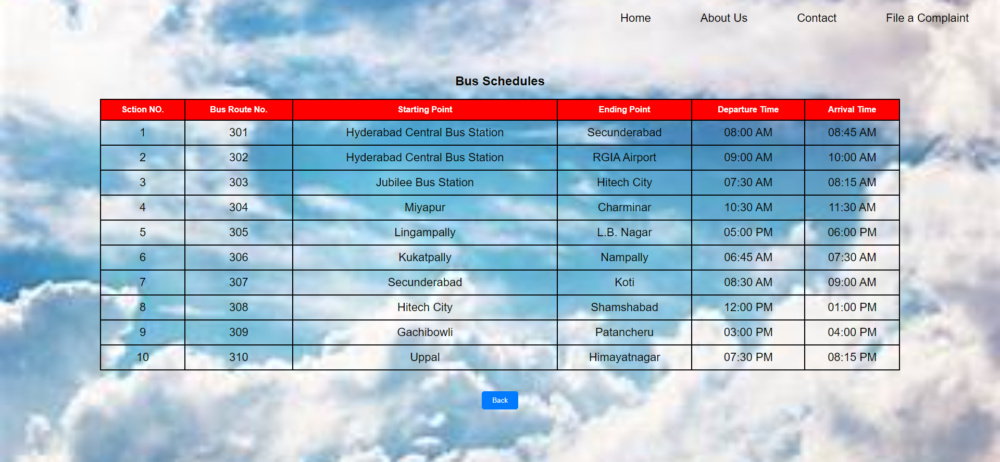 Home About Us Contact File a Complaint
Bus Schedules
Sction NO. Bus Route No. Starting Point Ending Point Departure Time Arrival Time
1 301 Hyderabad Central Bus Station Secunderabad 08:00 AM 08:45 AM
2 302 Hyderabad Central Bus Station RGIA Airport 09:00 AM 10:00 AM
3 303 Jubilee Bus Station Hitech City 07:30 AM 08:15 AM
4 304 Miyapur Charminar 10:30 AM 11:30 AM
5 305 Lingampally L.B. Nagar 05:00 PM 06:00 PM
6 306 Kukatpally Nampally 06:45 AM 07:30 AM
7 307 Secunderabad Koti 08:30 AM 09:00 AM
8 308 Hitech City Shamshabad 12:00 PM 01:00 PM
9 309 Gachibowli Patancheru 03:00 PM 04:00 PM
10 310 Uppal Himayatnagar 07:30 PM 08:15 PM
Back